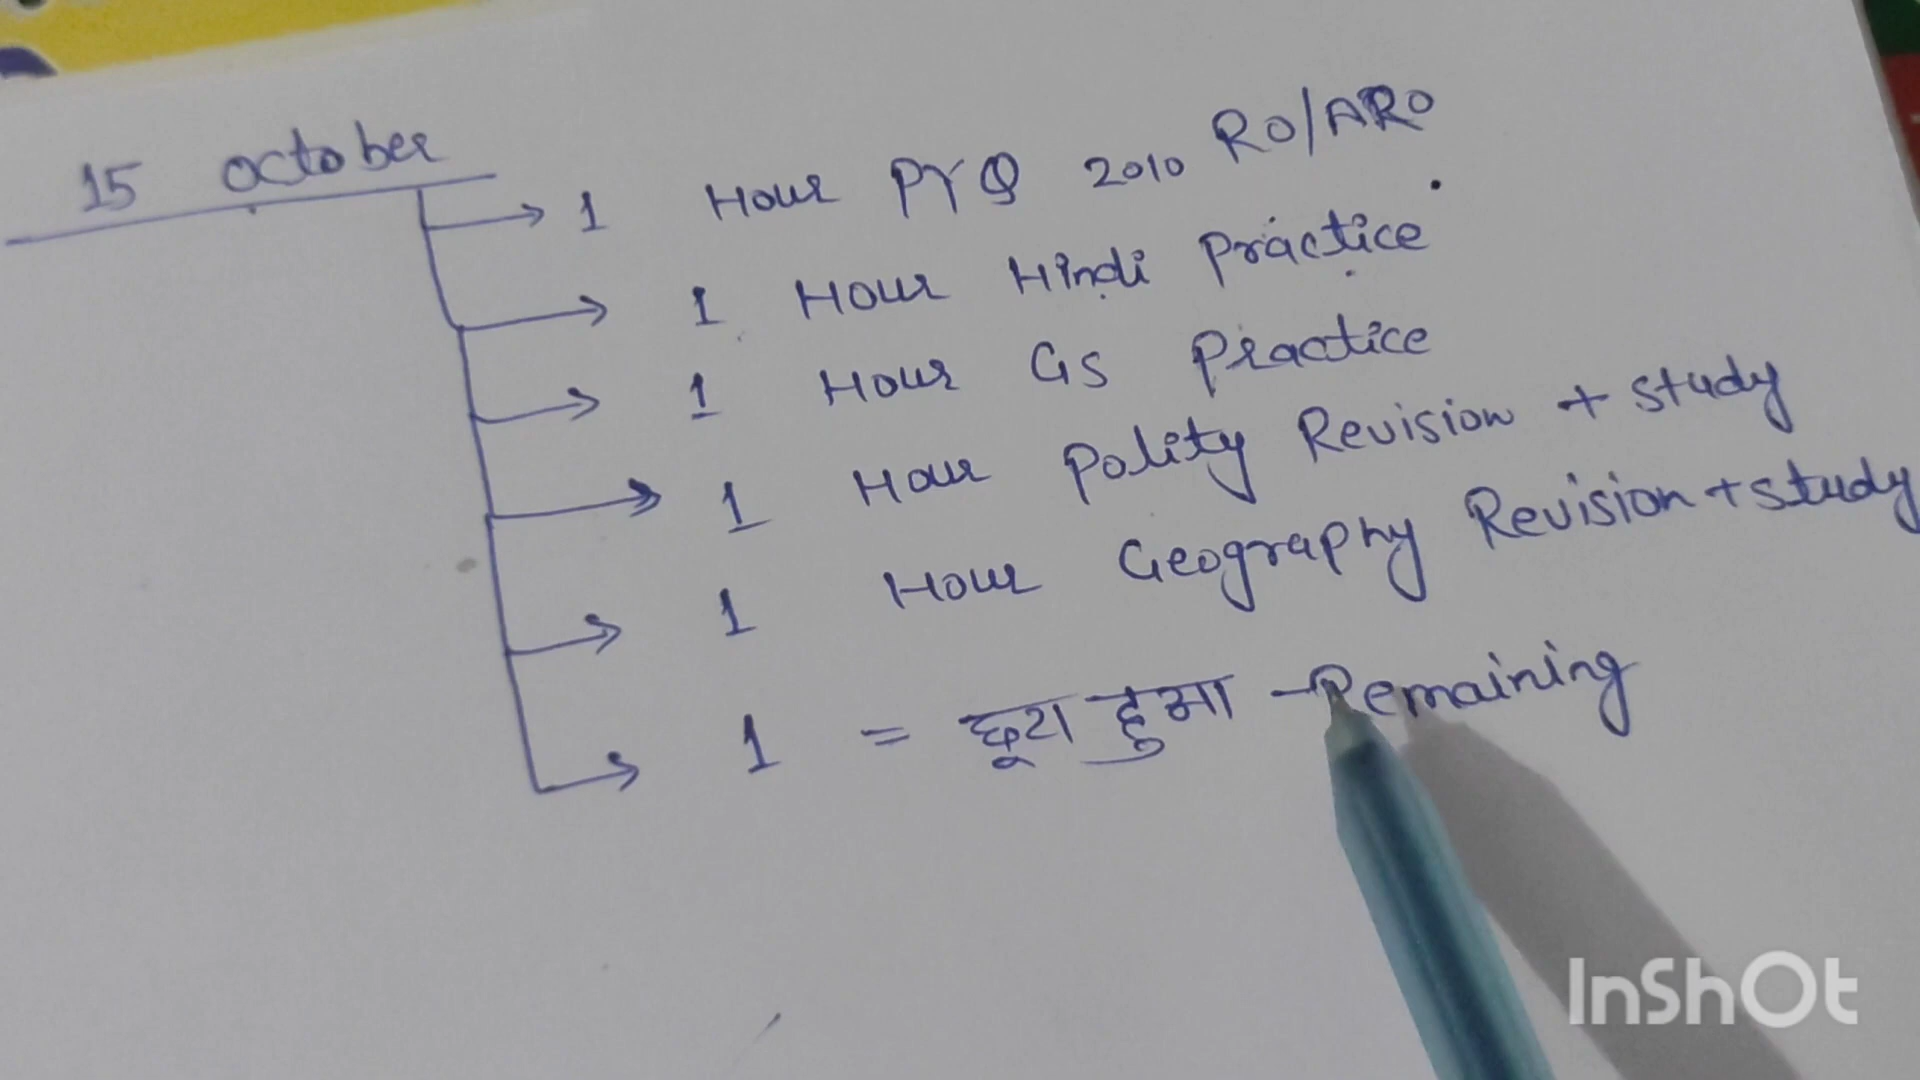 15 october
1 Hour PYQ 2010 RO/ARO
1 Hour Hindi Practice
1 Hour GS Practice
1 Hour Polity Revision + study
1 Hour Geography Revision + study
1 = छूटा हुआ - Remaining
InShOt